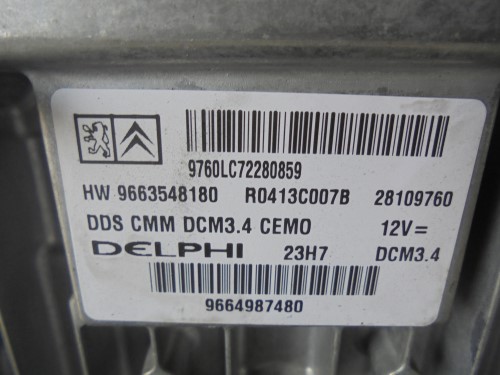 9760LC72280859
HW 9663548180 R0413C007B 28109760
DDS CMM DCM3.4 CEMO 12V=
DELPHI 23H7 DCM3.4
9664987480